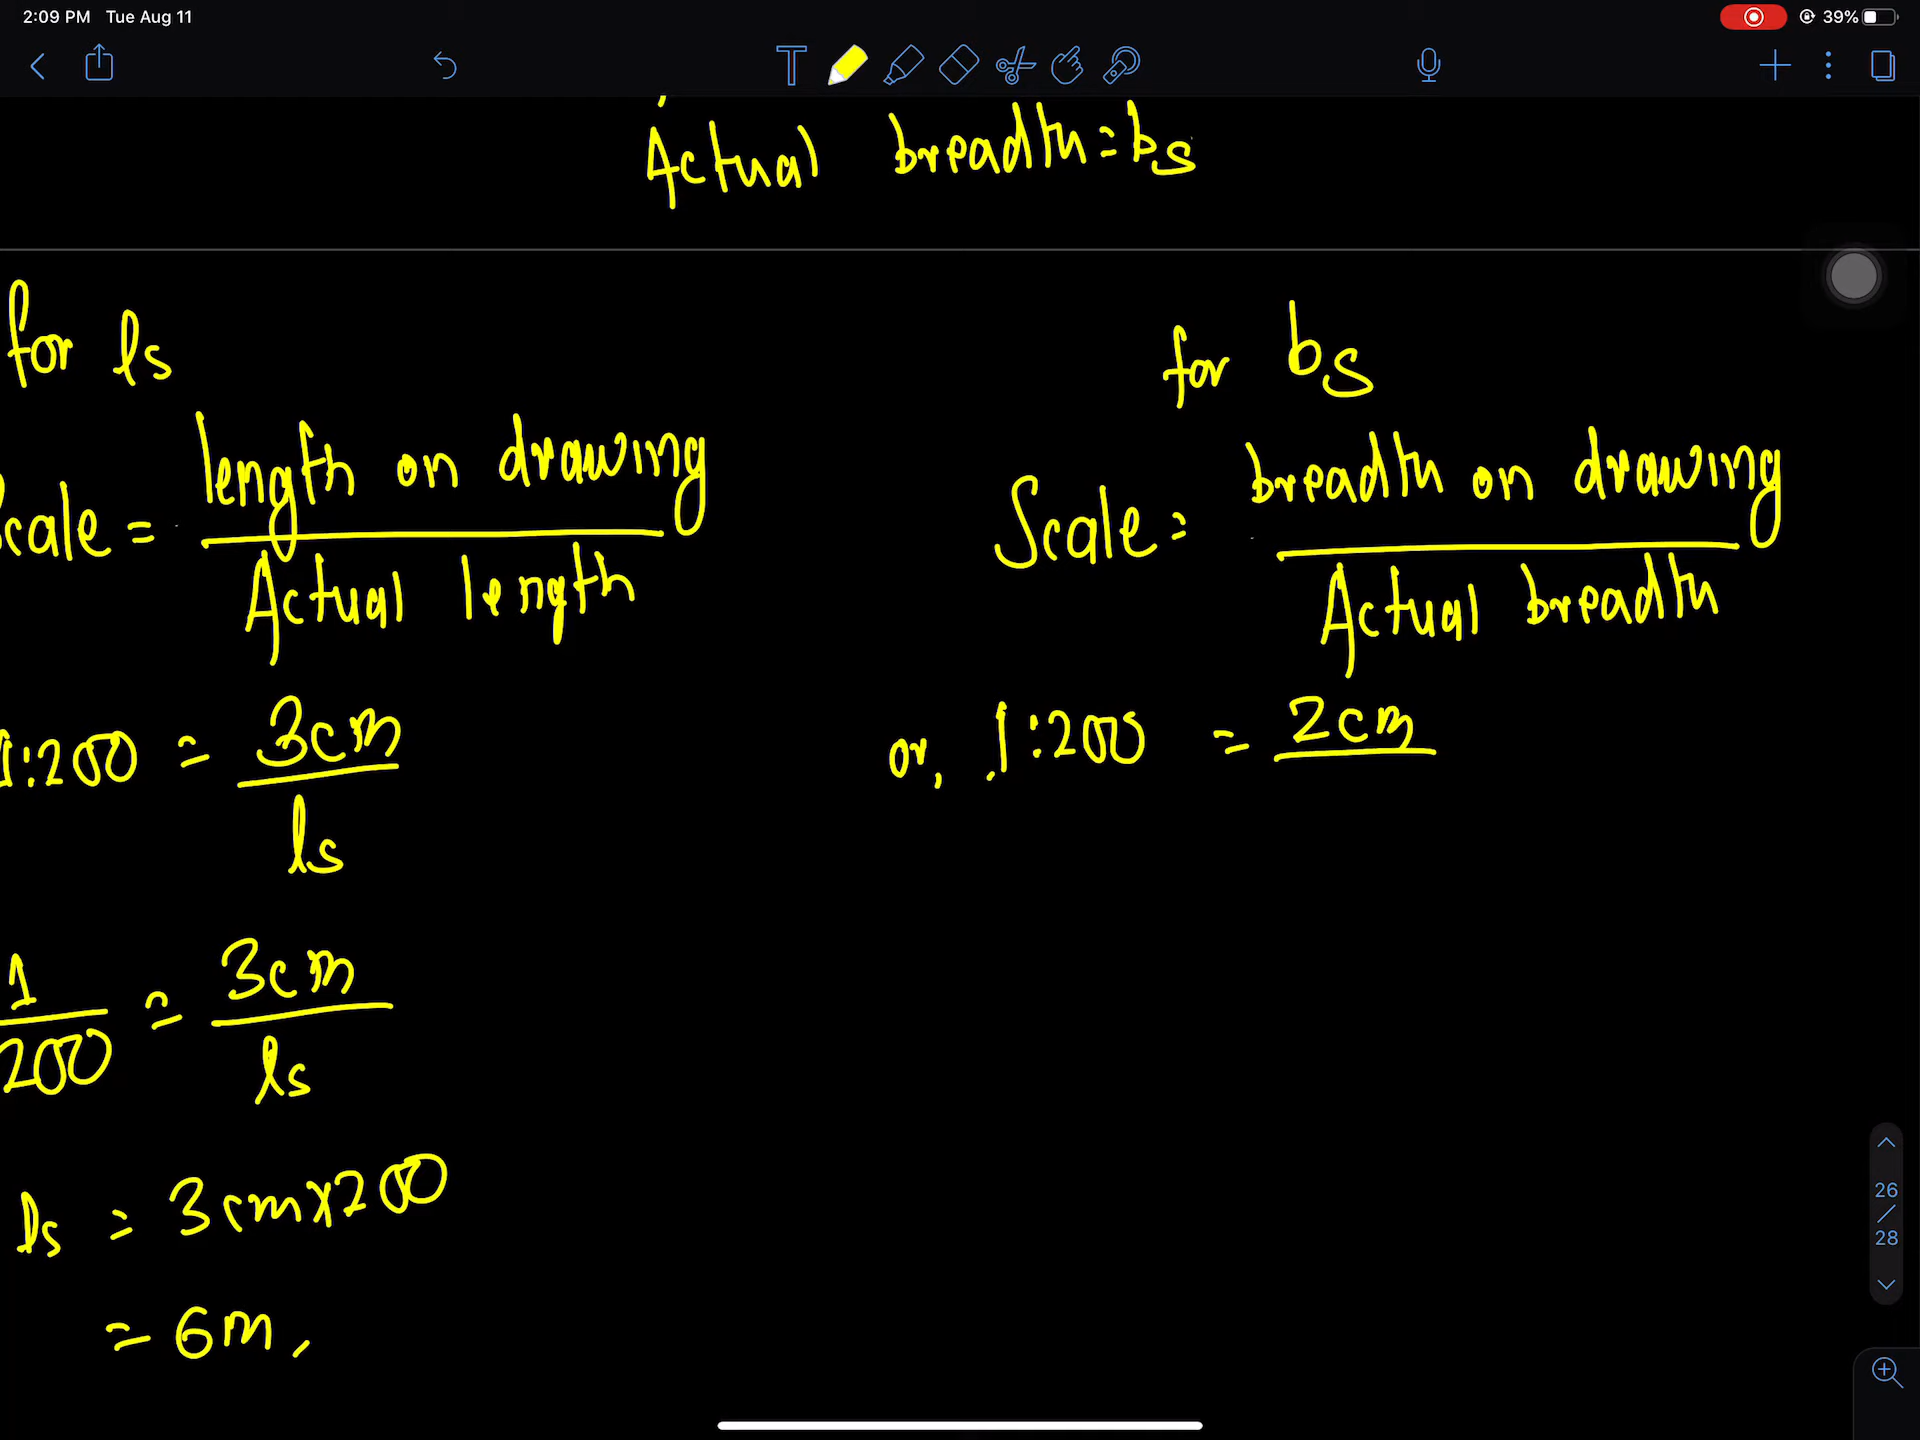 2:09 PM Tue Aug 11
39%
Actual breadth = bs
for ls
Scale = length on drawing
Actual length
1:200 = 3cm
ls
1
200 = 3cm
ls
ls = 3cm x 200
= 6m,
for bs
Scale = breadth on drawing
Actual breadth
or, 1:200 = 2cm
26
/
28